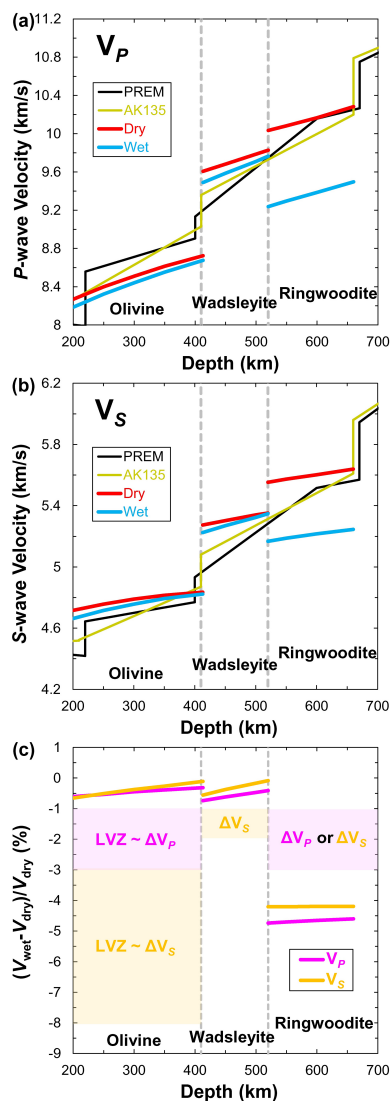 (a)
V_P
P-wave Velocity (km/s)
11.2
10.8
10.4
10
9.6
9.2
8.8
8.4
8
PREM
AK135
Dry
Wet
Olivine
Wadsleyite
Ringwoodite
200 300 400 500 600 700
Depth (km)
(b)
V_S
S-wave Velocity (km/s)
6.2
5.8
5.4
5
4.6
4.2
PREM
AK135
Dry
Wet
Olivine
Wadsleyite
Ringwoodite
200 300 400 500 600 700
Depth (km)
(c)
(V_wet-V_dry)/V_dry (%)
1
0
-1
-2
-3
-4
-5
-6
-7
-8
-9
LVZ ~ ΔV_P
ΔV_S
ΔV_P or ΔV_S
LVZ ~ ΔV_S
V_P
V_S
Olivine
Wadsleyite
Ringwoodite
200 300 400 500 600 700
Depth (km)